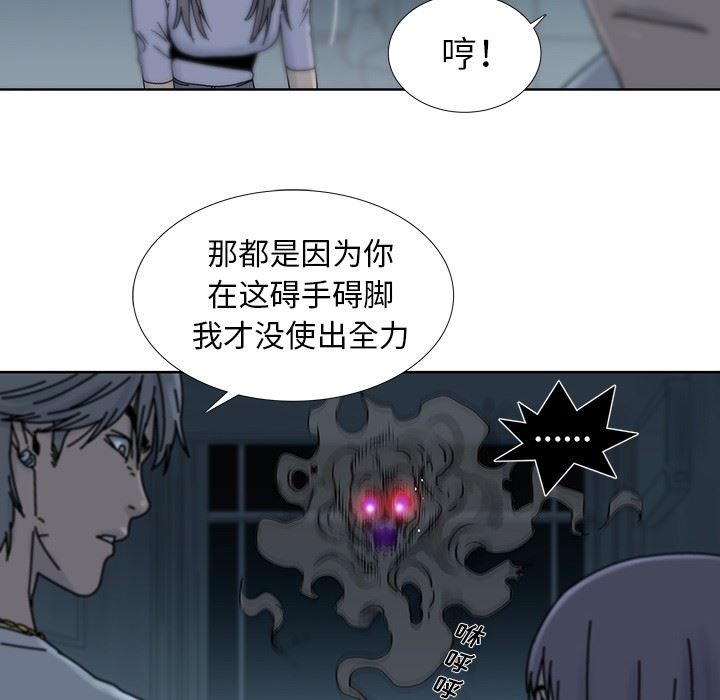 哼！
那都是因为你
在这碍手碍脚
我才没使出全力
……
咻呼呼